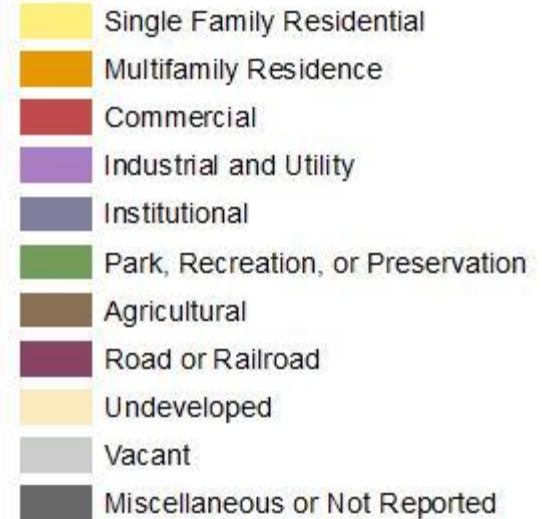 Single Family Residential
Multifamily Residence
Commercial
Industrial and Utility
Institutional
Park, Recreation, or Preservation
Agricultural
Road or Railroad
Undeveloped
Vacant
Miscellaneous or Not Reported